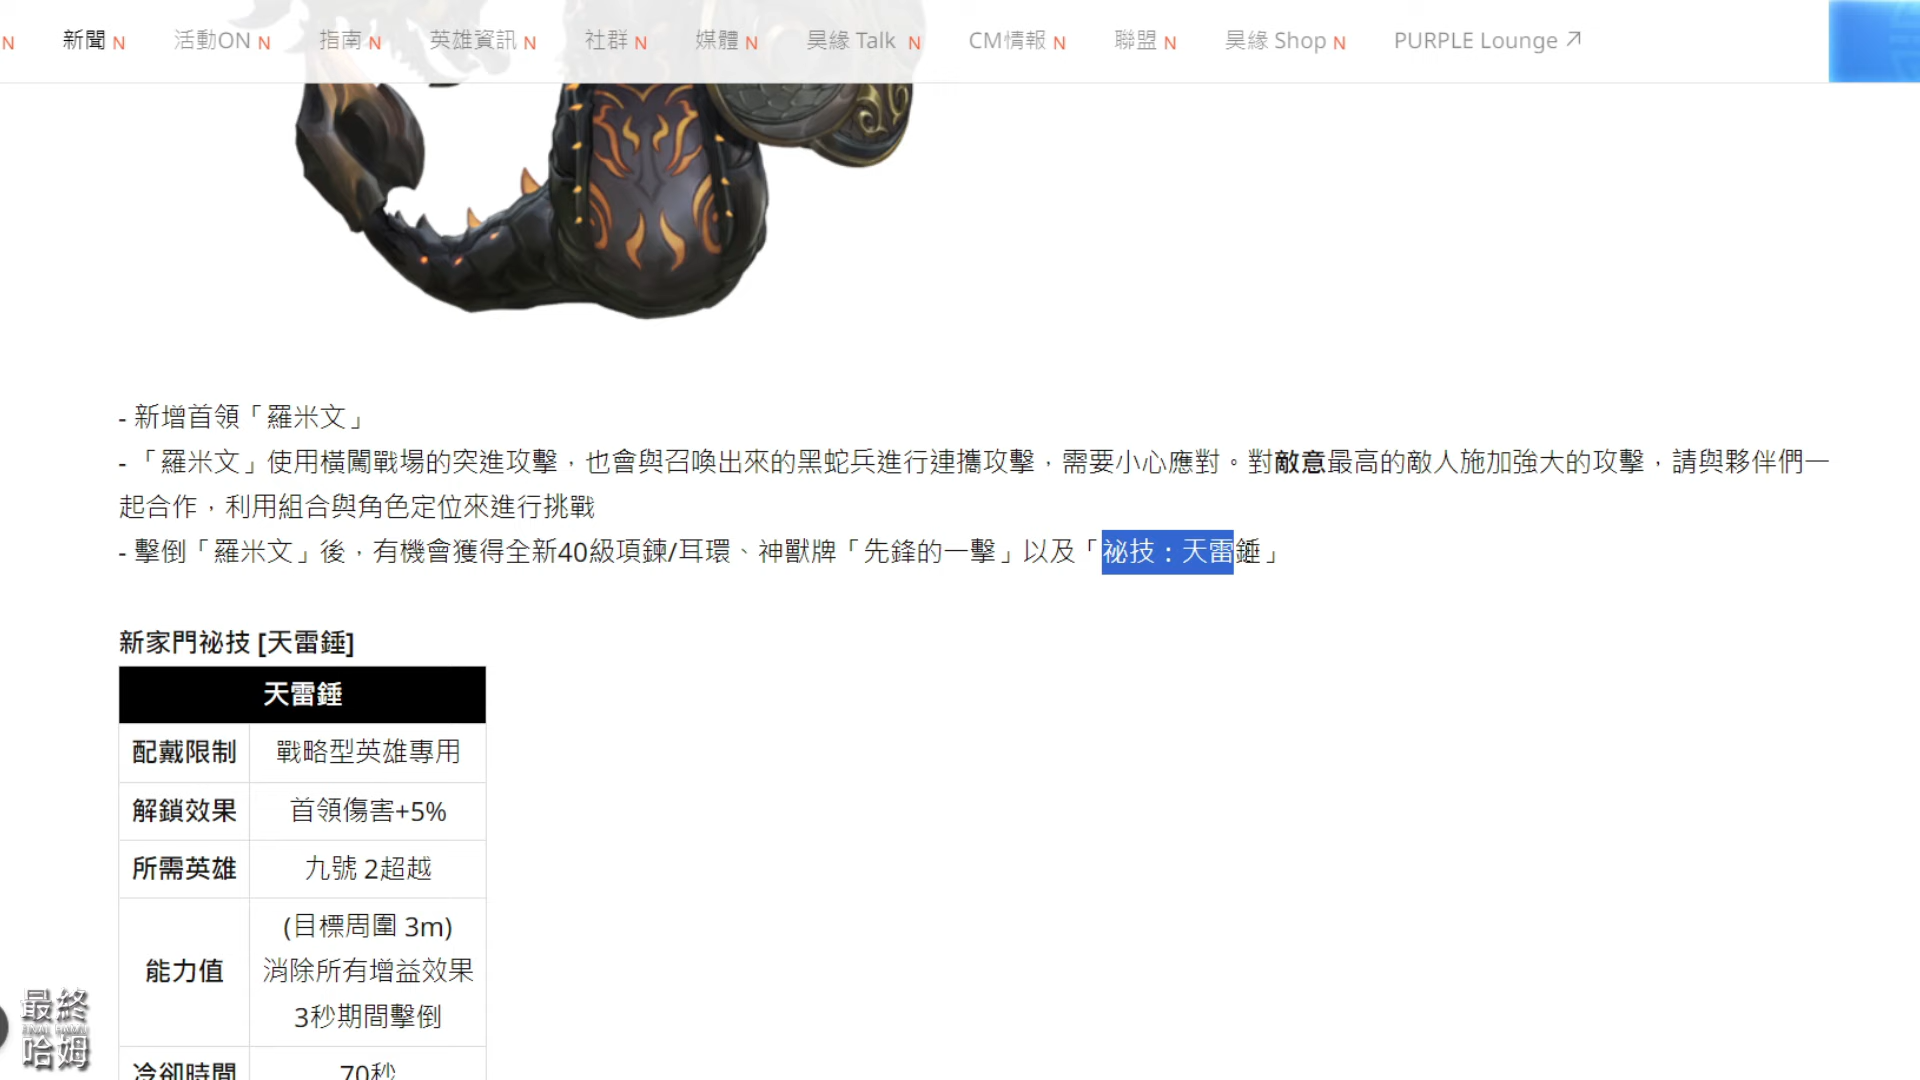 N 新聞 N 活動ON N 指南 N 英雄資訊 N 社群 N 媒體 N 昊緣 Talk N CM情報 N 聯盟 N 昊緣 Shop N PURPLE Lounge
- 新增首領「羅米文」
- 「羅米文」使用橫闖戰場的突進攻擊，也會與召喚出來的黑蛇兵進行連攜攻擊，需要小心應對。對敵意最高的敵人施加強大的攻擊，請與夥伴們一
起合作，利用組合與角色定位來進行挑戰
- 擊倒「羅米文」後，有機會獲得全新40級項鍊/耳環、神獸牌「先鋒的一擊」以及「祕技：天雷錘」
新家門祕技 [天雷錘]
天雷錘
配戴限制 戰略型英雄專用
解鎖效果 首領傷害+5%
所需英雄 九號 2超越
能力值 (目標周圍 3m)
消除所有增益效果
3秒期間擊倒
冷卻時間 70秒
最終
哈姆